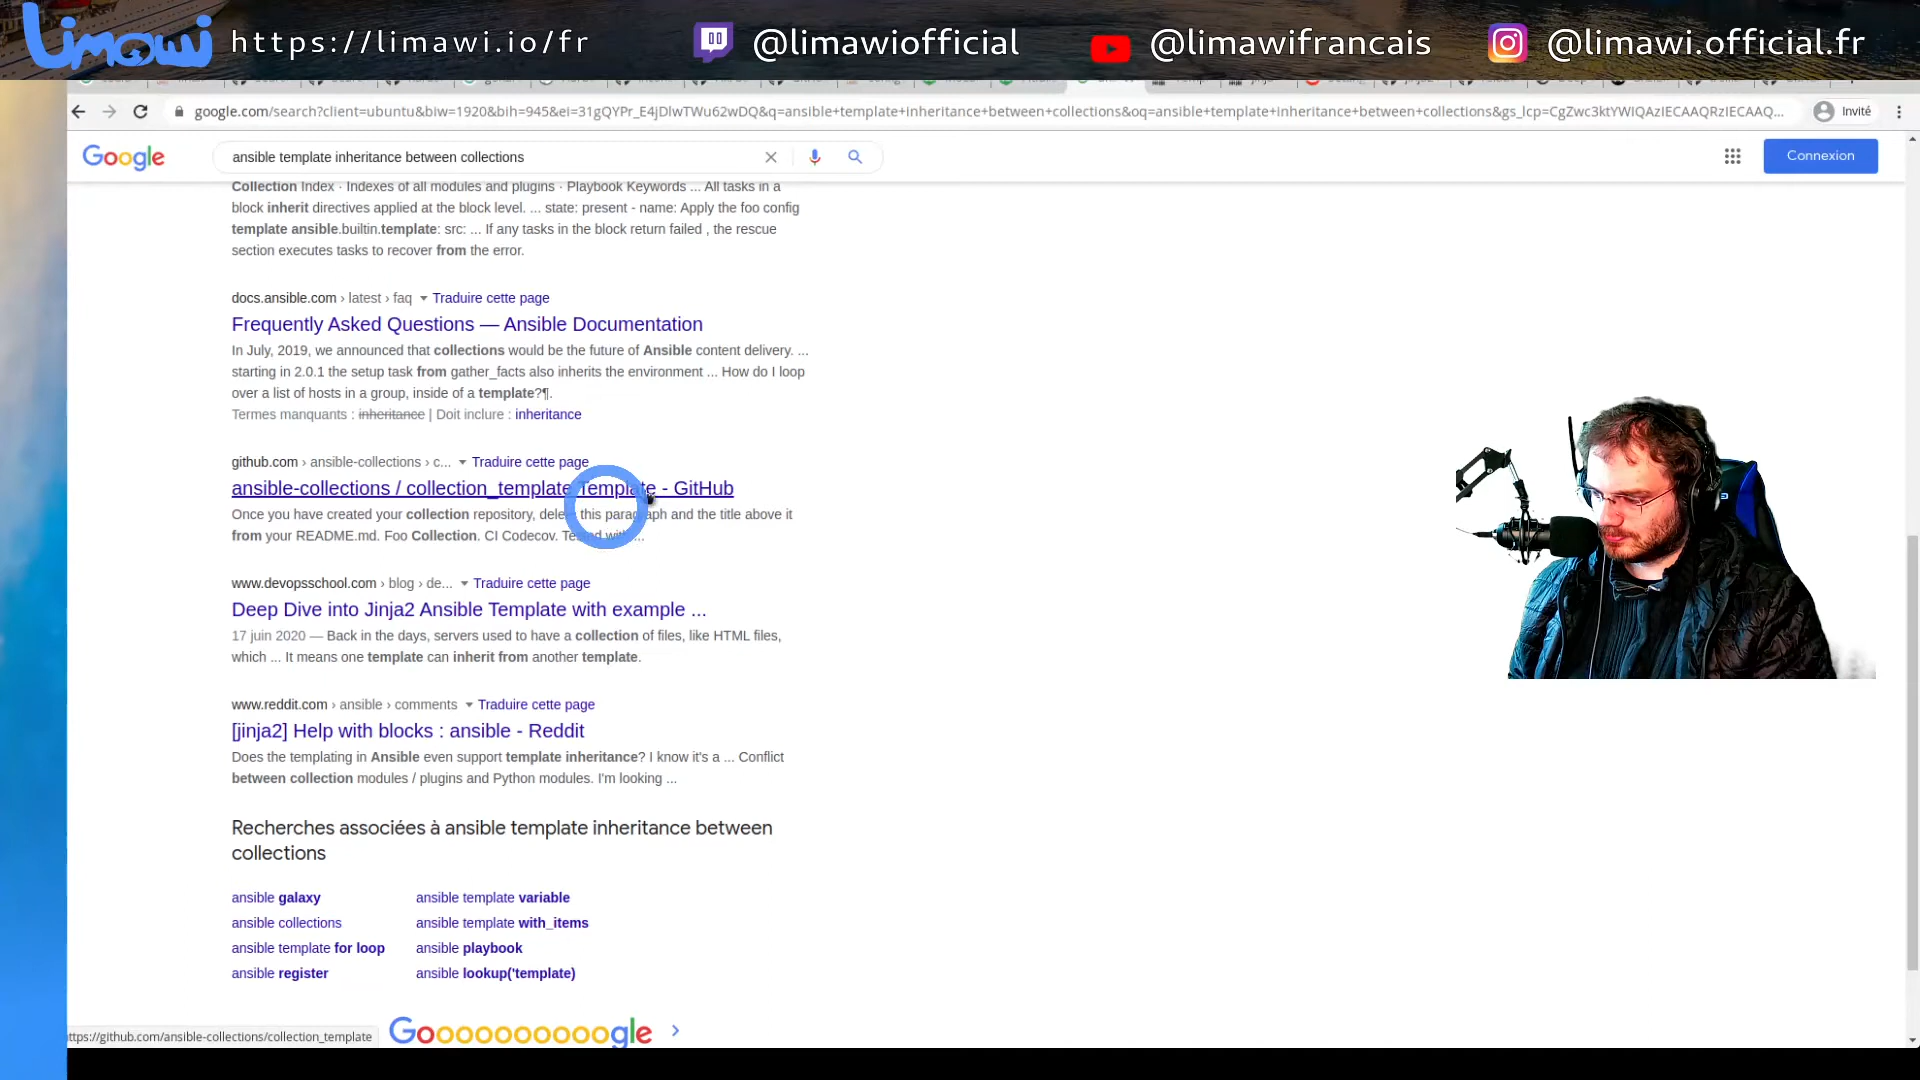 Limawi https://limawi.io/fr @limawiofficial @limawifrancais @limawi.official.fr
google.com/search?client=ubuntu&biw=1920&bih=945&ei=31gQYPr_E4jDlwTWu62wDQ&q=ansible+template+inheritance+between+collections&oq=ansible+template+inheritance+between+collections&gs_lcp=CgZwc3ktYWIQAzIECAAQRzIECAAQ... Invité
Google ansible template inheritance between collections Connexion
Collection Index · Indexes of all modules and plugins · Playbook Keywords ... All tasks in a
block inherit directives applied at the block level. ... state: present - name: Apply the foo config
template ansible.builtin.template: src: ... If any tasks in the block return failed , the rescue
section executes tasks to recover from the error.
docs.ansible.com › latest › faq Traduire cette page
Frequently Asked Questions — Ansible Documentation
In July, 2019, we announced that collections would be the future of Ansible content delivery. ...
starting in 2.0.1 the setup task from gather_facts also inherits the environment ... How do I loop
over a list of hosts in a group, inside of a template?¶.
Termes manquants : inheritance | Doit inclure : inheritance
github.com › ansible-collections › c... Traduire cette page
ansible-collections / collection_template Template - GitHub
Once you have created your collection repository, delete this paragraph and the title above it
from your README.md. Foo Collection. CI Codecov. Tested with ...
www.devopsschool.com › blog › de... Traduire cette page
Deep Dive into Jinja2 Ansible Template with example ...
17 juin 2020 — Back in the days, servers used to have a collection of files, like HTML files,
which ... It means one template can inherit from another template.
www.reddit.com › ansible › comments Traduire cette page
[jinja2] Help with blocks : ansible - Reddit
Does the templating in Ansible even support template inheritance? I know it's a ... Conflict
between collection modules / plugins and Python modules. I'm looking ...
Recherches associées à ansible template inheritance between
collections
ansible galaxy ansible template variable
ansible collections ansible template with_items
ansible template for loop ansible playbook
ansible register ansible lookup('template)
ttps://github.com/ansible-collections/collection_template Goooooooooogle